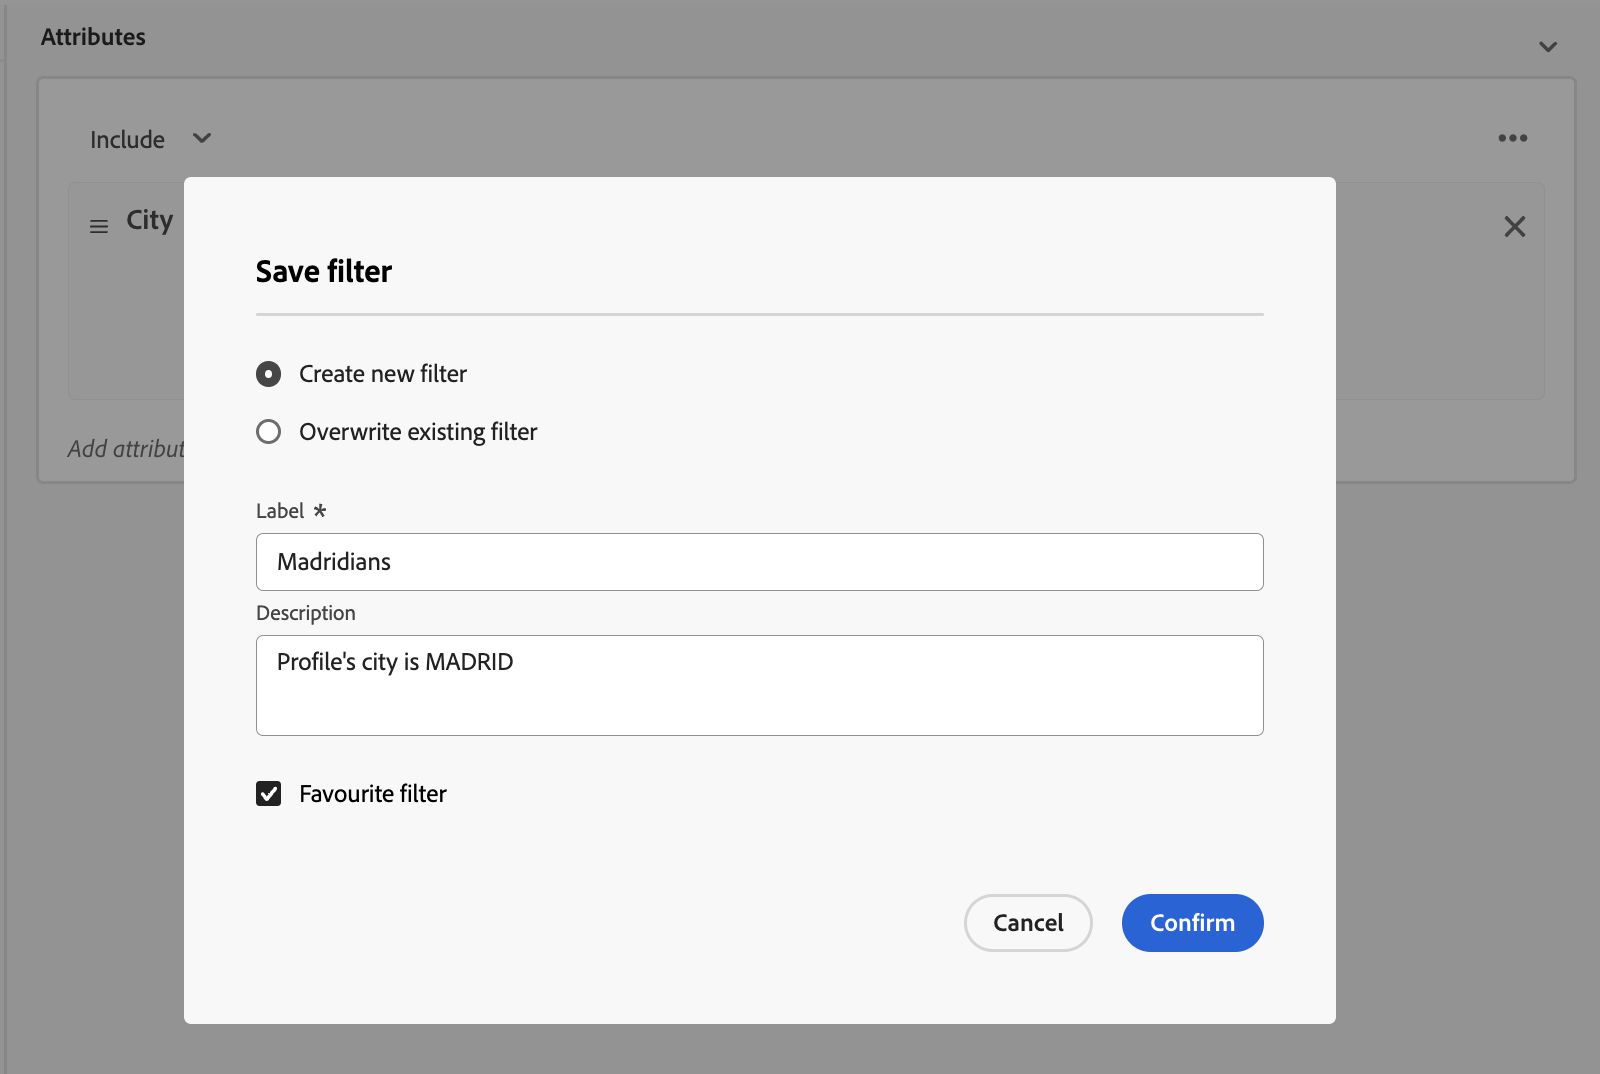 Attributes
Include
City
Save filter
Create new filter
Overwrite existing filter
Add attribut
Label *
Madridians
Description
Profile's city is MADRID
Favourite filter
Cancel
Confirm